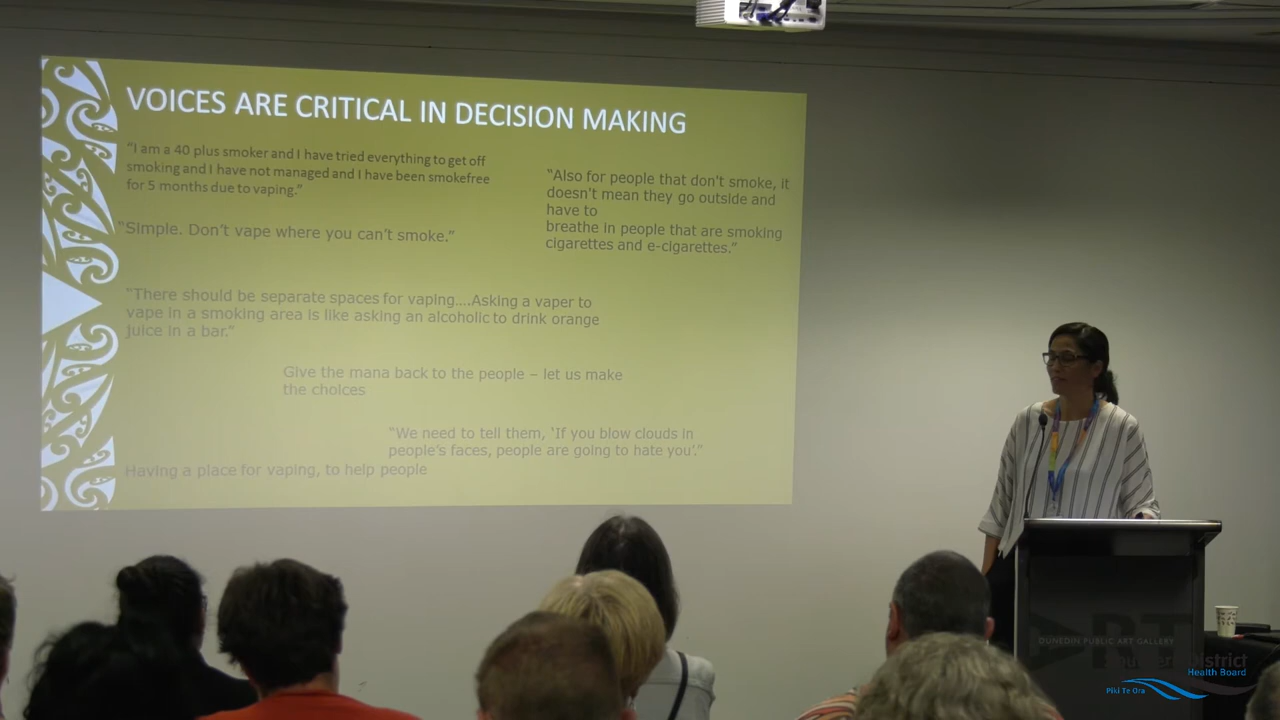 VOICES ARE CRITICAL IN DECISION MAKING
"I am a 40 plus smoker and I have tried everything to get off
smoking and I have not managed and I have been smokefree
for 5 months due to vaping."
"Also for people that don't smoke, it
doesn't mean they go outside and
have to
breathe in people that are smoking
cigarettes and e-cigarettes."
"Simple. Don't vape where you can't smoke."
"There should be separate spaces for vaping....Asking a vaper to
vape in a smoking area is like asking an alcoholic to drink orange
juice in a bar."
Give the mana back to the people – let us make
the choices
"We need to tell them, 'If you blow clouds in
people's faces, people are going to hate you'."
Having a place for vaping, to help people
DUNEDIN PUBLIC ART GALLERY
Southern District
Health Board
Piki Te Ora